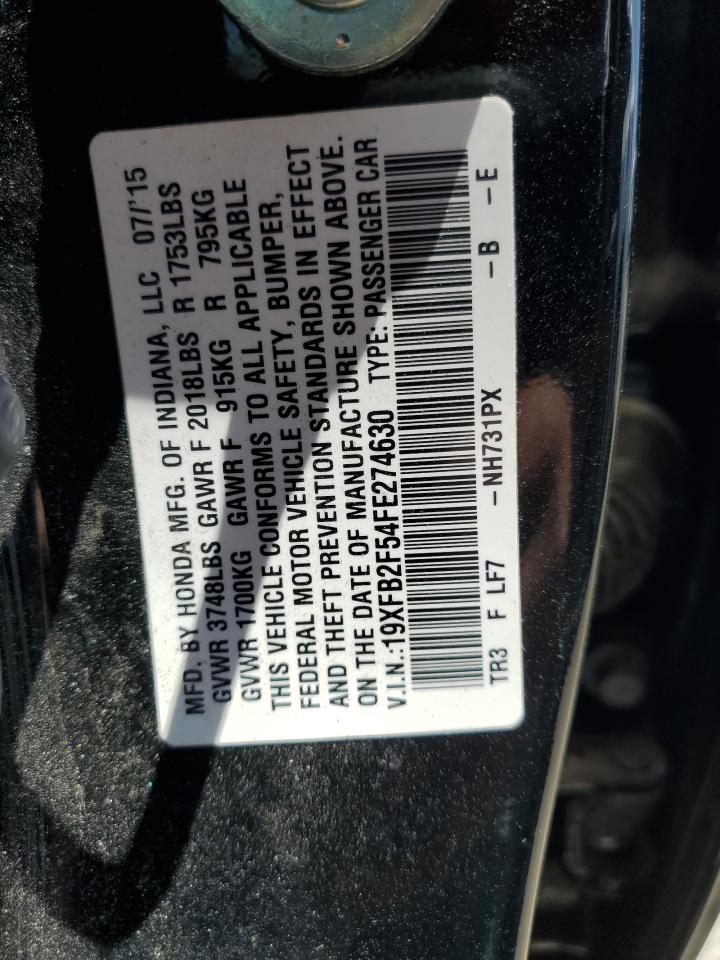 MFD. BY HONDA MFG. OF INDIANA, LLC 07/'15
GVWR 3748LBS GAWR F 2018LBS R 1753LBS
GVWR 1700KG GAWR F 915KG R 795KG
THIS VEHICLE CONFORMS TO ALL APPLICABLE
FEDERAL MOTOR VEHICLE SAFETY, BUMPER,
AND THEFT PREVENTION STANDARDS IN EFFECT
ON THE DATE OF MANUFACTURE SHOWN ABOVE.
V.I.N.:19XFB2F54FE274630 TYPE: PASSENGER CAR
TR3 F LF7 -NH731PX -B -E